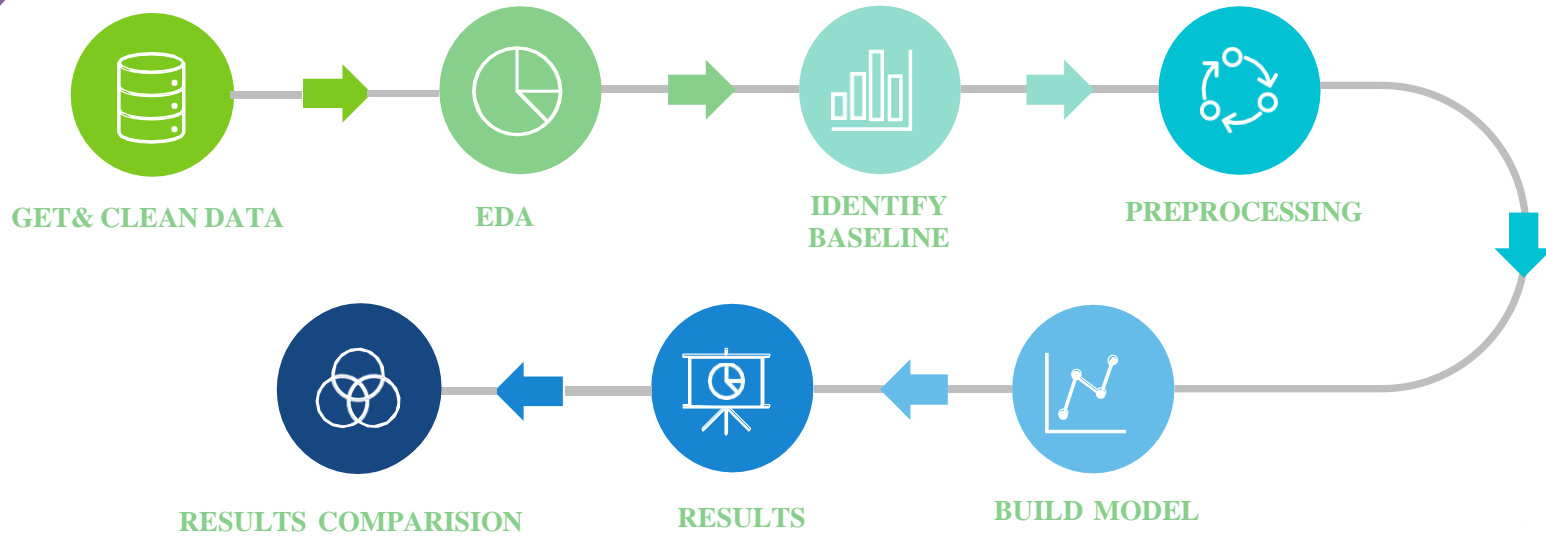 GET& CLEAN DATA
EDA
IDENTIFY
BASELINE
PREPROCESSING
RESULTS COMPARISION
RESULTS
BUILD MODEL